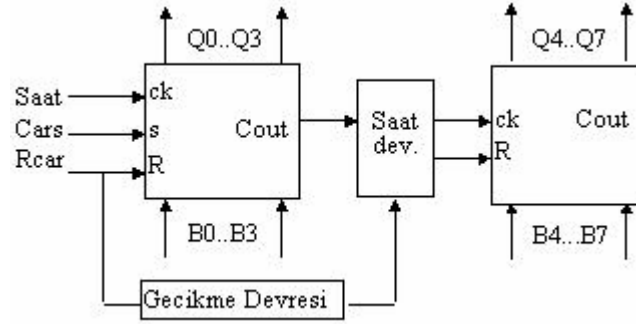 Q0..Q3
Q4..Q7
Saat
ck
Cars
s
Cout
Rcar
R
Saat
dev.
ck
Cout
R
B0..B3
B4...B7
Gecikme Devresi